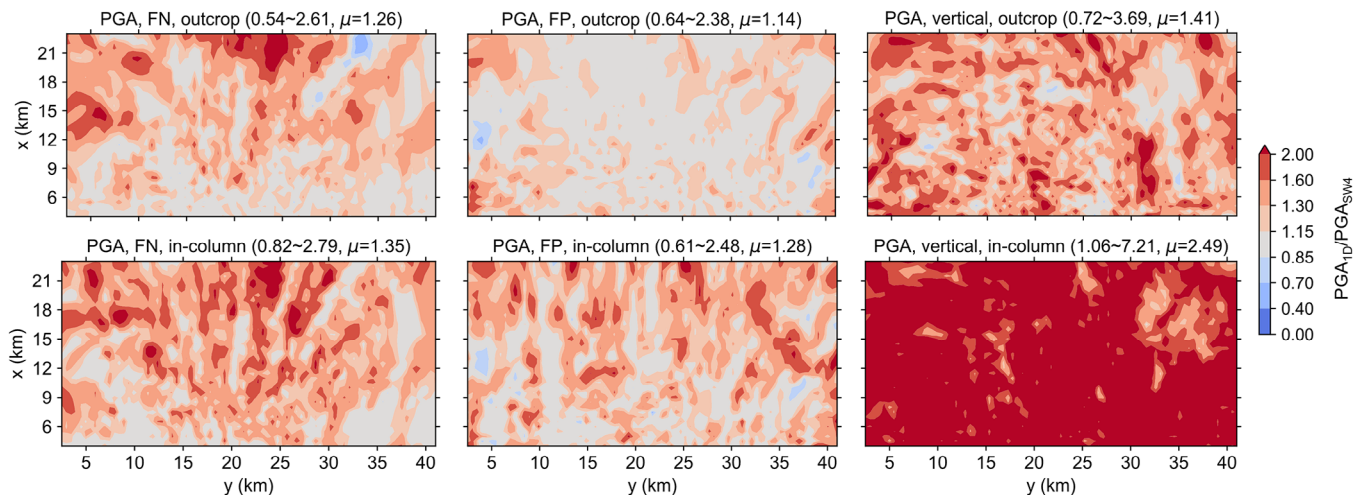 PGA, FN, outcrop (0.54~2.61, μ=1.26)
PGA, FP, outcrop (0.64~2.38, μ=1.14)
PGA, vertical, outcrop (0.72~3.69, μ=1.41)
x (km)
21
18
15
12
9
6
PGA, FN, in-column (0.82~2.79, μ=1.35)
PGA, FP, in-column (0.61~2.48, μ=1.28)
PGA, vertical, in-column (1.06~7.21, μ=2.49)
x (km)
21
18
15
12
9
6
5 10 15 20 25 30 35 40
5 10 15 20 25 30 35 40
5 10 15 20 25 30 35 40
y (km)
y (km)
y (km)
2.00
1.60
1.30
1.15
0.85
0.70
0.40
0.00
PGA1D/PGASW4